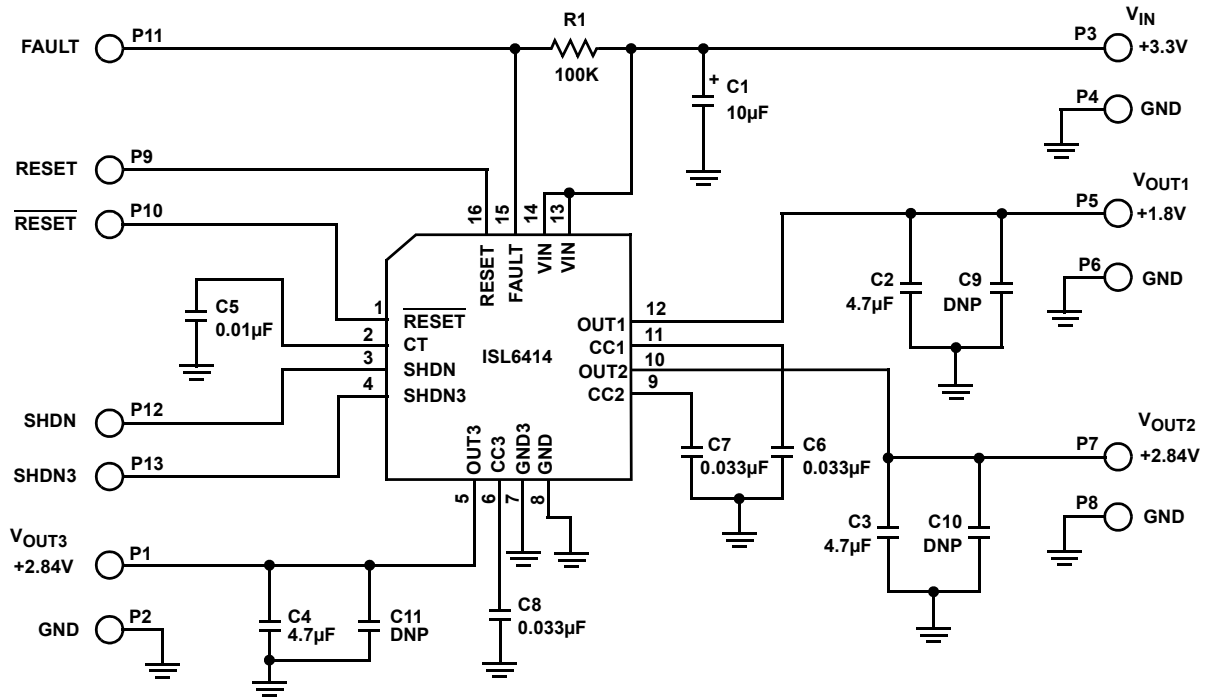 FAULT P11 R1 100K P3 VIN +3.3V
+ C1 10µF
P4 GND
RESET P9
RESET P10
VOUT1
P5 +1.8V
P6 GND
16 15 14 13
RESET FAULT VIN VIN
C5 0.01µF
1 RESET
2 CT
3 SHDN
4 SHDN3
ISL6414
12 OUT1
11 CC1
10 OUT2
9 CC2
C2 4.7µF
C9 DNP
SHDN P12
SHDN3 P13
OUT3 CC3 GND3 GND
5 6 7 8
C7 0.033µF
C6 0.033µF
VOUT2
P7 +2.84V
P8 GND
C3 4.7µF
C10 DNP
VOUT3
+2.84V P1
GND P2
C4 4.7µF
C11 DNP
C8 0.033µF